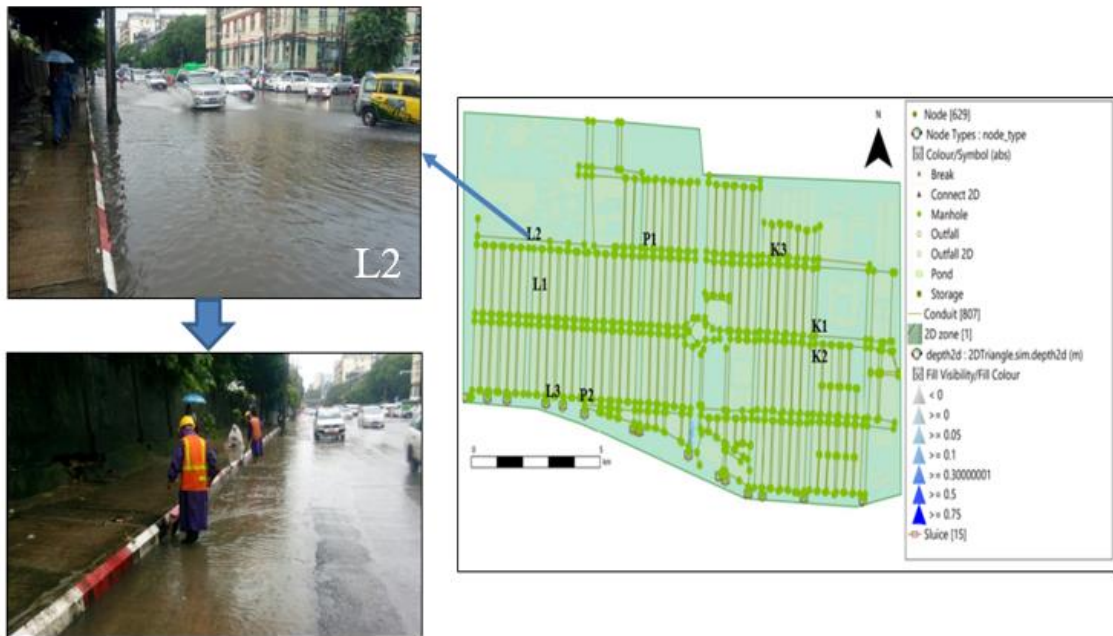 L2
N
L2
P1
K3
L1
K1
K2
L3
P2
0
5
km
Node [629]
Node Types : node_type
Colour/Symbol (abs)
Break
Connect 2D
Manhole
Outfall
Outfall 2D
Pond
Storage
Conduit [807]
2D zone [1]
depth2d : 2DTriangle.sim.depth2d (m)
Fill Visibility/Fill Colour
< 0
>= 0
>= 0.05
>= 0.1
>= 0.30000001
>= 0.5
>= 0.75
Sluice [15]